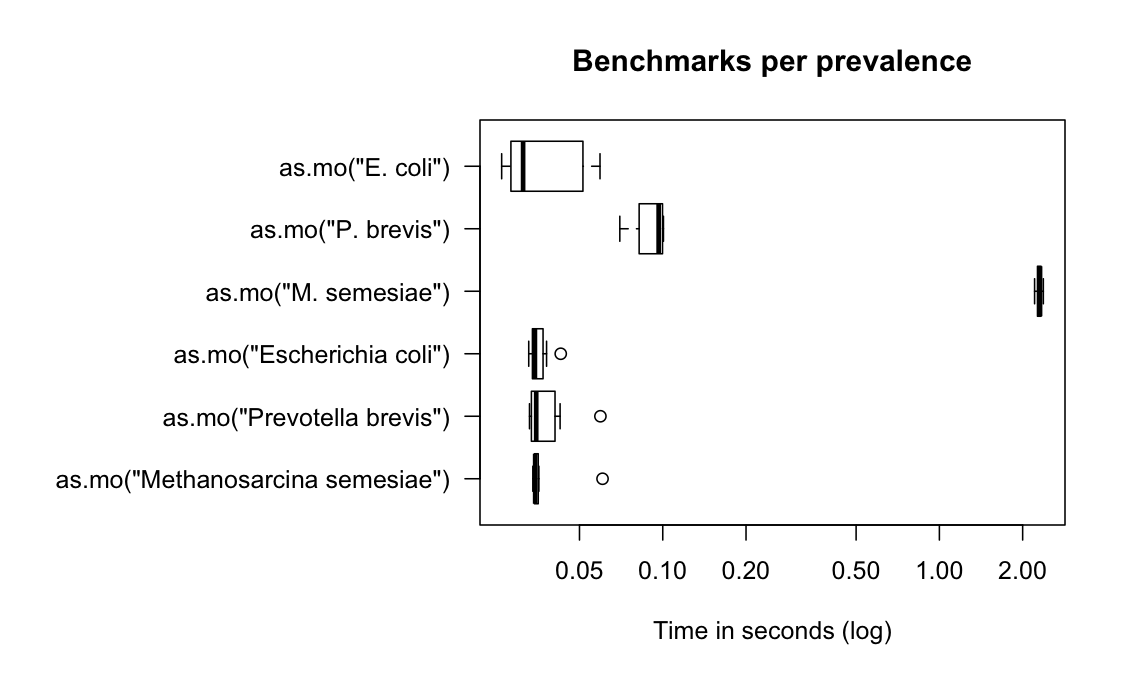 Benchmarks per prevalence
as.mo("E. coli")
as.mo("P. brevis")
as.mo("M. semesiae")
as.mo("Escherichia coli")
as.mo("Prevotella brevis")
as.mo("Methanosarcina semesiae")
0.05 0.10 0.20 0.50 1.00 2.00
Time in seconds (log)